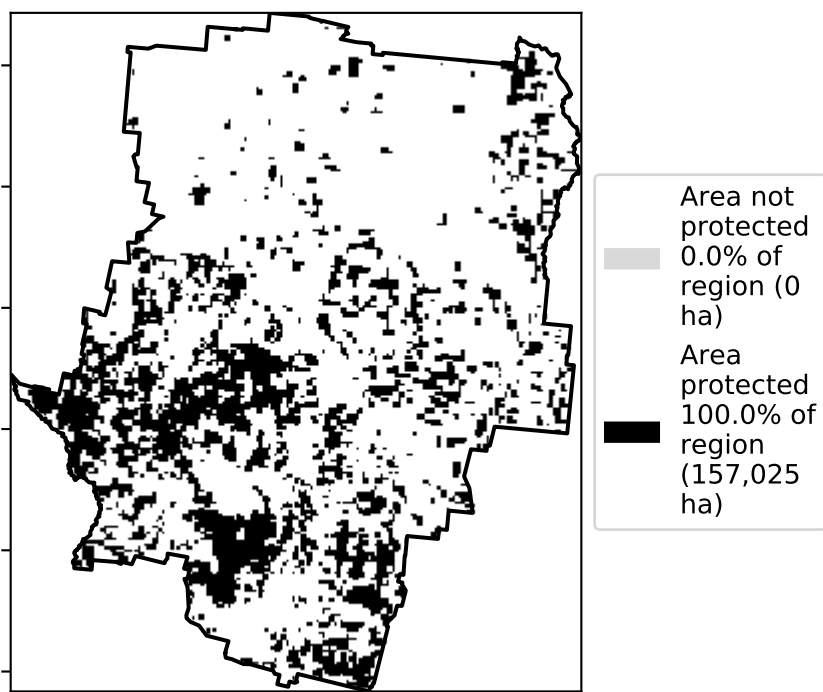 Area not
protected
0.0% of
region (0
ha)
Area
protected
100.0% of
region
(157,025
ha)